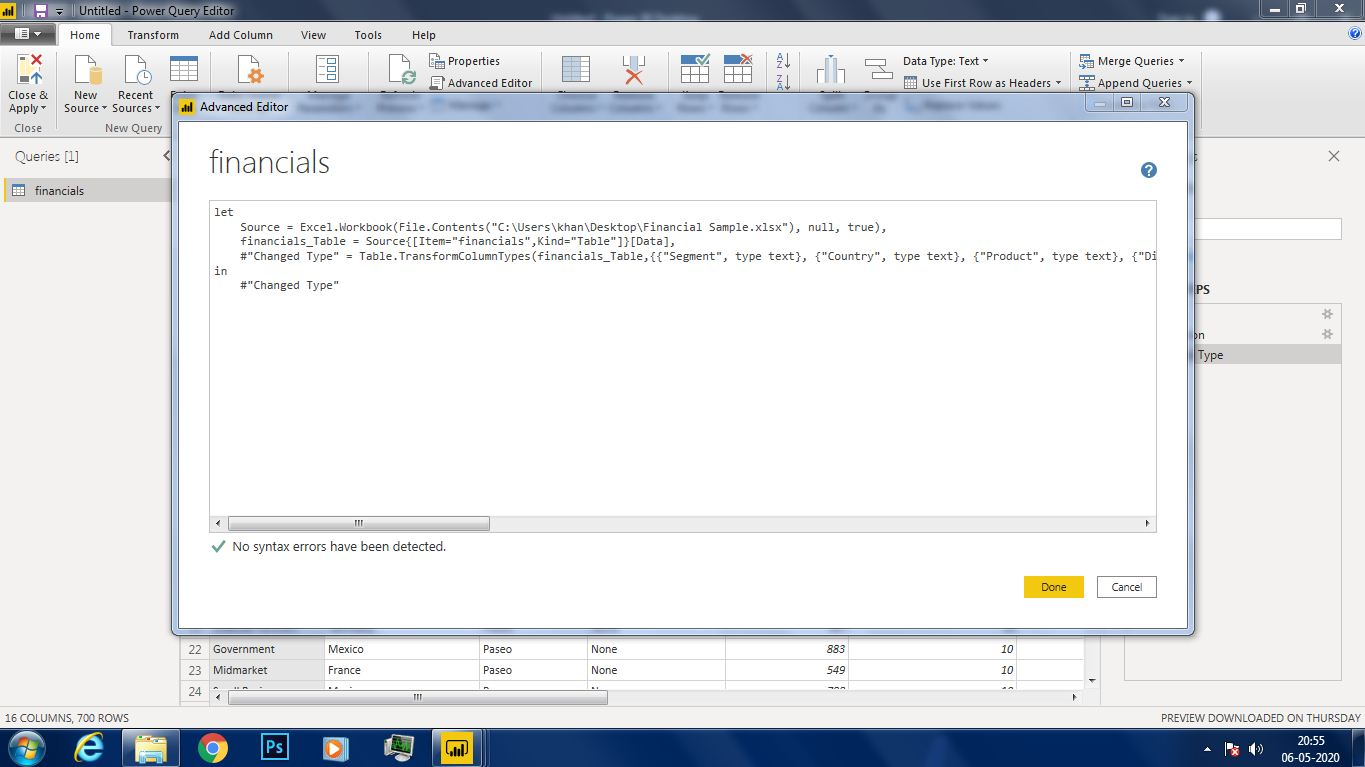 Untitled - Power Query Editor
Home Transform Add Column View Tools Help
Close & Apply
New Source
Recent Sources
Properties
Advanced Editor
Data Type: Text
Use First Row as Headers
Merge Queries
Append Queries
Close
New Query
Advanced Editor
Queries [1]
financials
financials
let
Source = Excel.Workbook(File.Contents("C:\Users\khan\Desktop\Financial Sample.xlsx"), null, true),
financials_Table = Source{[Item="financials",Kind="Table"]}[Data],
#"Changed Type" = Table.TransformColumnTypes(financials_Table,{{"Segment", type text}, {"Country", type text}, {"Product", type text}, {"Di
in
#"Changed Type"
PS
on
Type
No syntax errors have been detected.
Done Cancel
22 Government Mexico Paseo None 883 10
23 Midmarket France Paseo None 549 10
24
16 COLUMNS, 700 ROWS
PREVIEW DOWNLOADED ON THURSDAY
Ps
20:55
06-05-2020